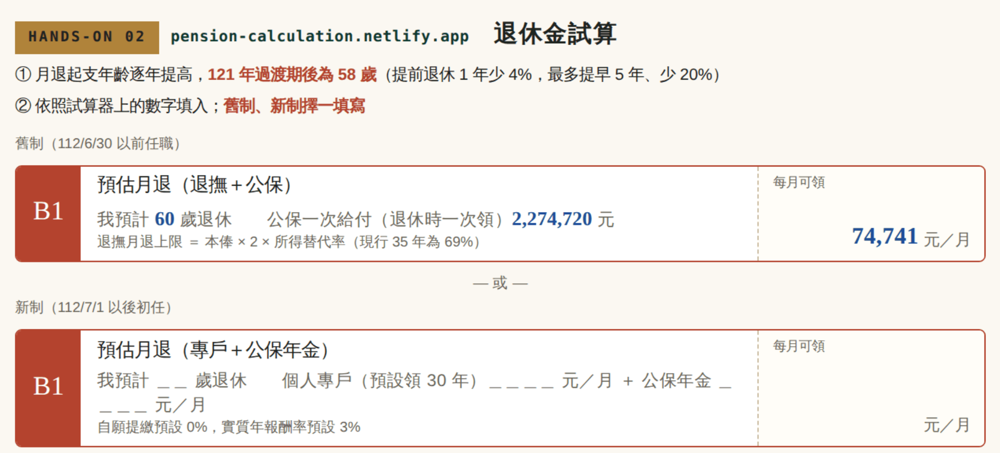 HANDS-ON 02 pension-calculation.netlify.app 退休金試算
① 月退起支年齡逐年提高，121 年過渡期後為 58 歲（提前退休 1 年少 4%，最多提早 5 年、少 20%）
② 依照試算器上的數字填入；舊制、新制擇一填寫
舊制（112/6/30 以前任職）
B1
預估月退（退撫＋公保）
我預計 60 歲退休　　公保一次給付（退休時一次領）2,274,720 元
退撫月退上限 ＝ 本俸 × 2 × 所得替代率（現行 35 年為 69%）
每月可領
74,741 元／月
— 或 —
新制（112/7/1 以後初任）
B1
預估月退（專戶＋公保年金）
我預計 ＿＿ 歲退休　　個人專戶（預設領 30 年）＿＿＿＿ 元／月 ＋ 公保年金 ＿
＿＿＿ 元／月
自願提繳預設 0%，實質年報酬率預設 3%
每月可領
元／月